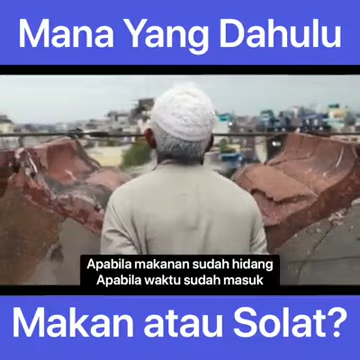 Mana Yang Dahulu
Apabila makanan sudah hidang
Apabila waktu sudah masuk
Makan atau Solat?